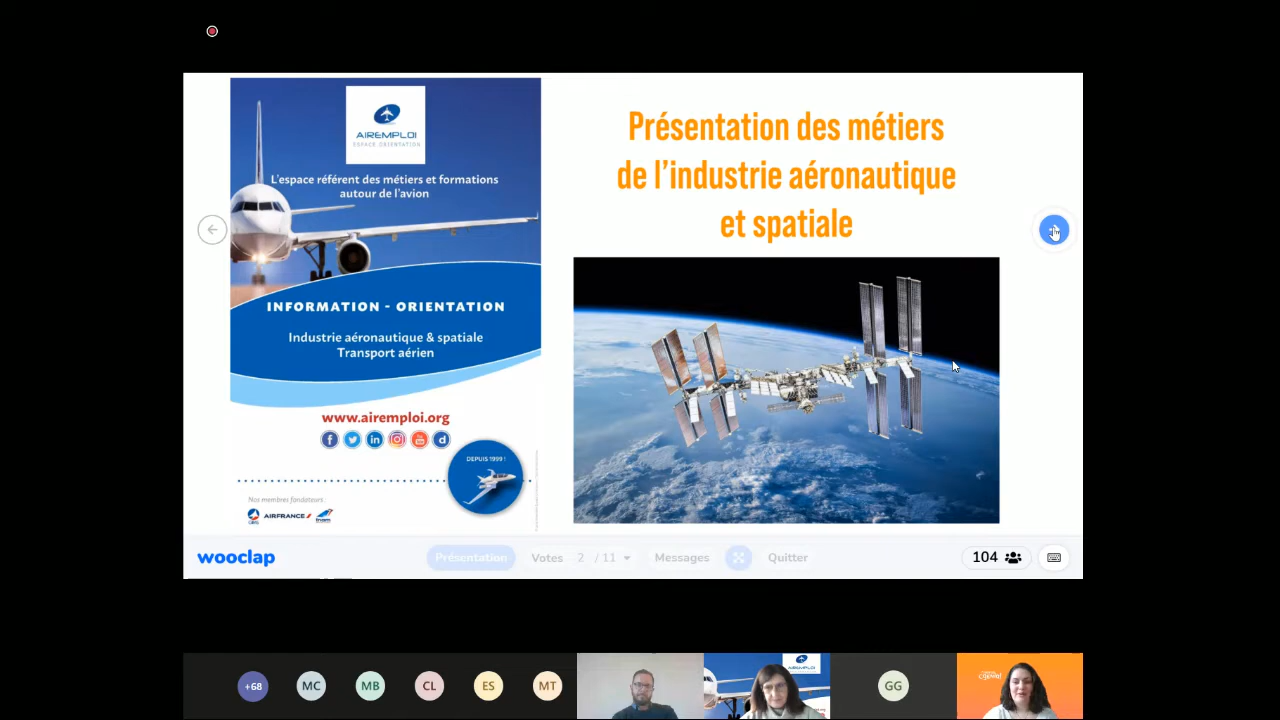 AIREMPLOI
ESPACE ORIENTATION
L'espace référent des métiers et formations
autour de l'avion
INFORMATION - ORIENTATION
Industrie aéronautique & spatiale
Transport aérien
www.airemploi.org
DEPUIS 1999 !
Nos membres fondateurs :
AIRFRANCE
Présentation des métiers
de l'industrie aéronautique
et spatiale
wooclap
Présentation
Votes
2 / 11
Messages
Quitter
104
+68
MC
MB
CL
ES
MT
AIREMPLOI
GG